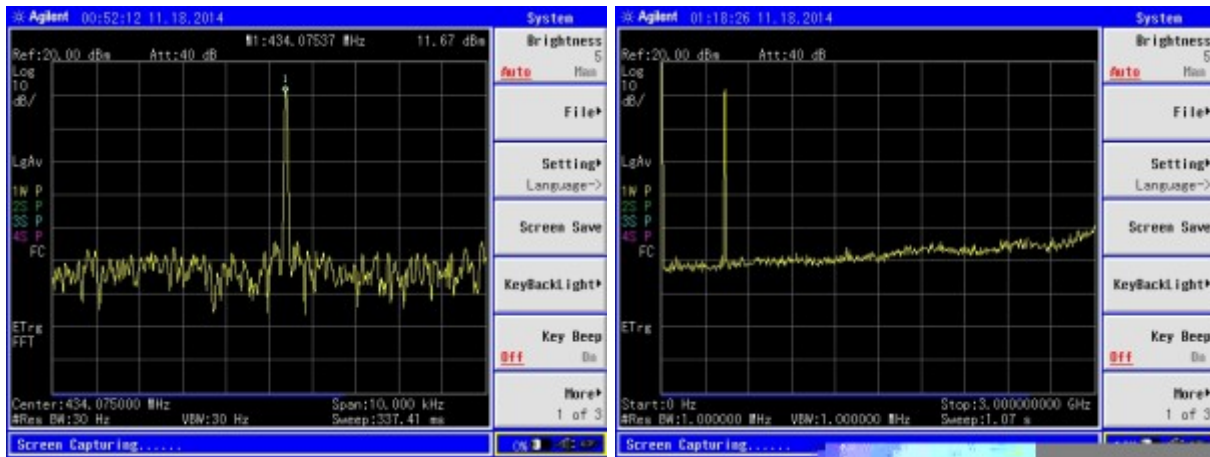 Agilent 00:52:12 11.18.2014
System
M1:434.07537 MHz 11.67 dBm
Ref:20.00 dBm Att:40 dB
Log
10
dB/
1
LgAv
1W P
2S P
3S P
4S P
FC
ETrg
FFT
Center:434.075000 MHz Span:10.000 kHz
#Res BW:30 Hz VBW:30 Hz Sweep:337.41 ms
Screen Capturing......
Brightness
5
Auto Man
File
Setting
Language->
Screen Save
KeyBackLight
Key Beep
Off On
More
1 of 3
0%
Agilent 01:18:26 11.18.2014
System
Ref:20.00 dBm Att:40 dB
Log
10
dB/
LgAv
1W P
2S P
3S P
4S P
FC
ETrg
Start:0 Hz Stop:3.000000000 GHz
#Res BW:1.000000 MHz VBW:1.000000 MHz Sweep:1.07 s
Screen Capturing......
Brightness
5
Auto Man
File
Setting
Language->
Screen Save
KeyBackLight
Key Beep
Off On
More
1 of 3